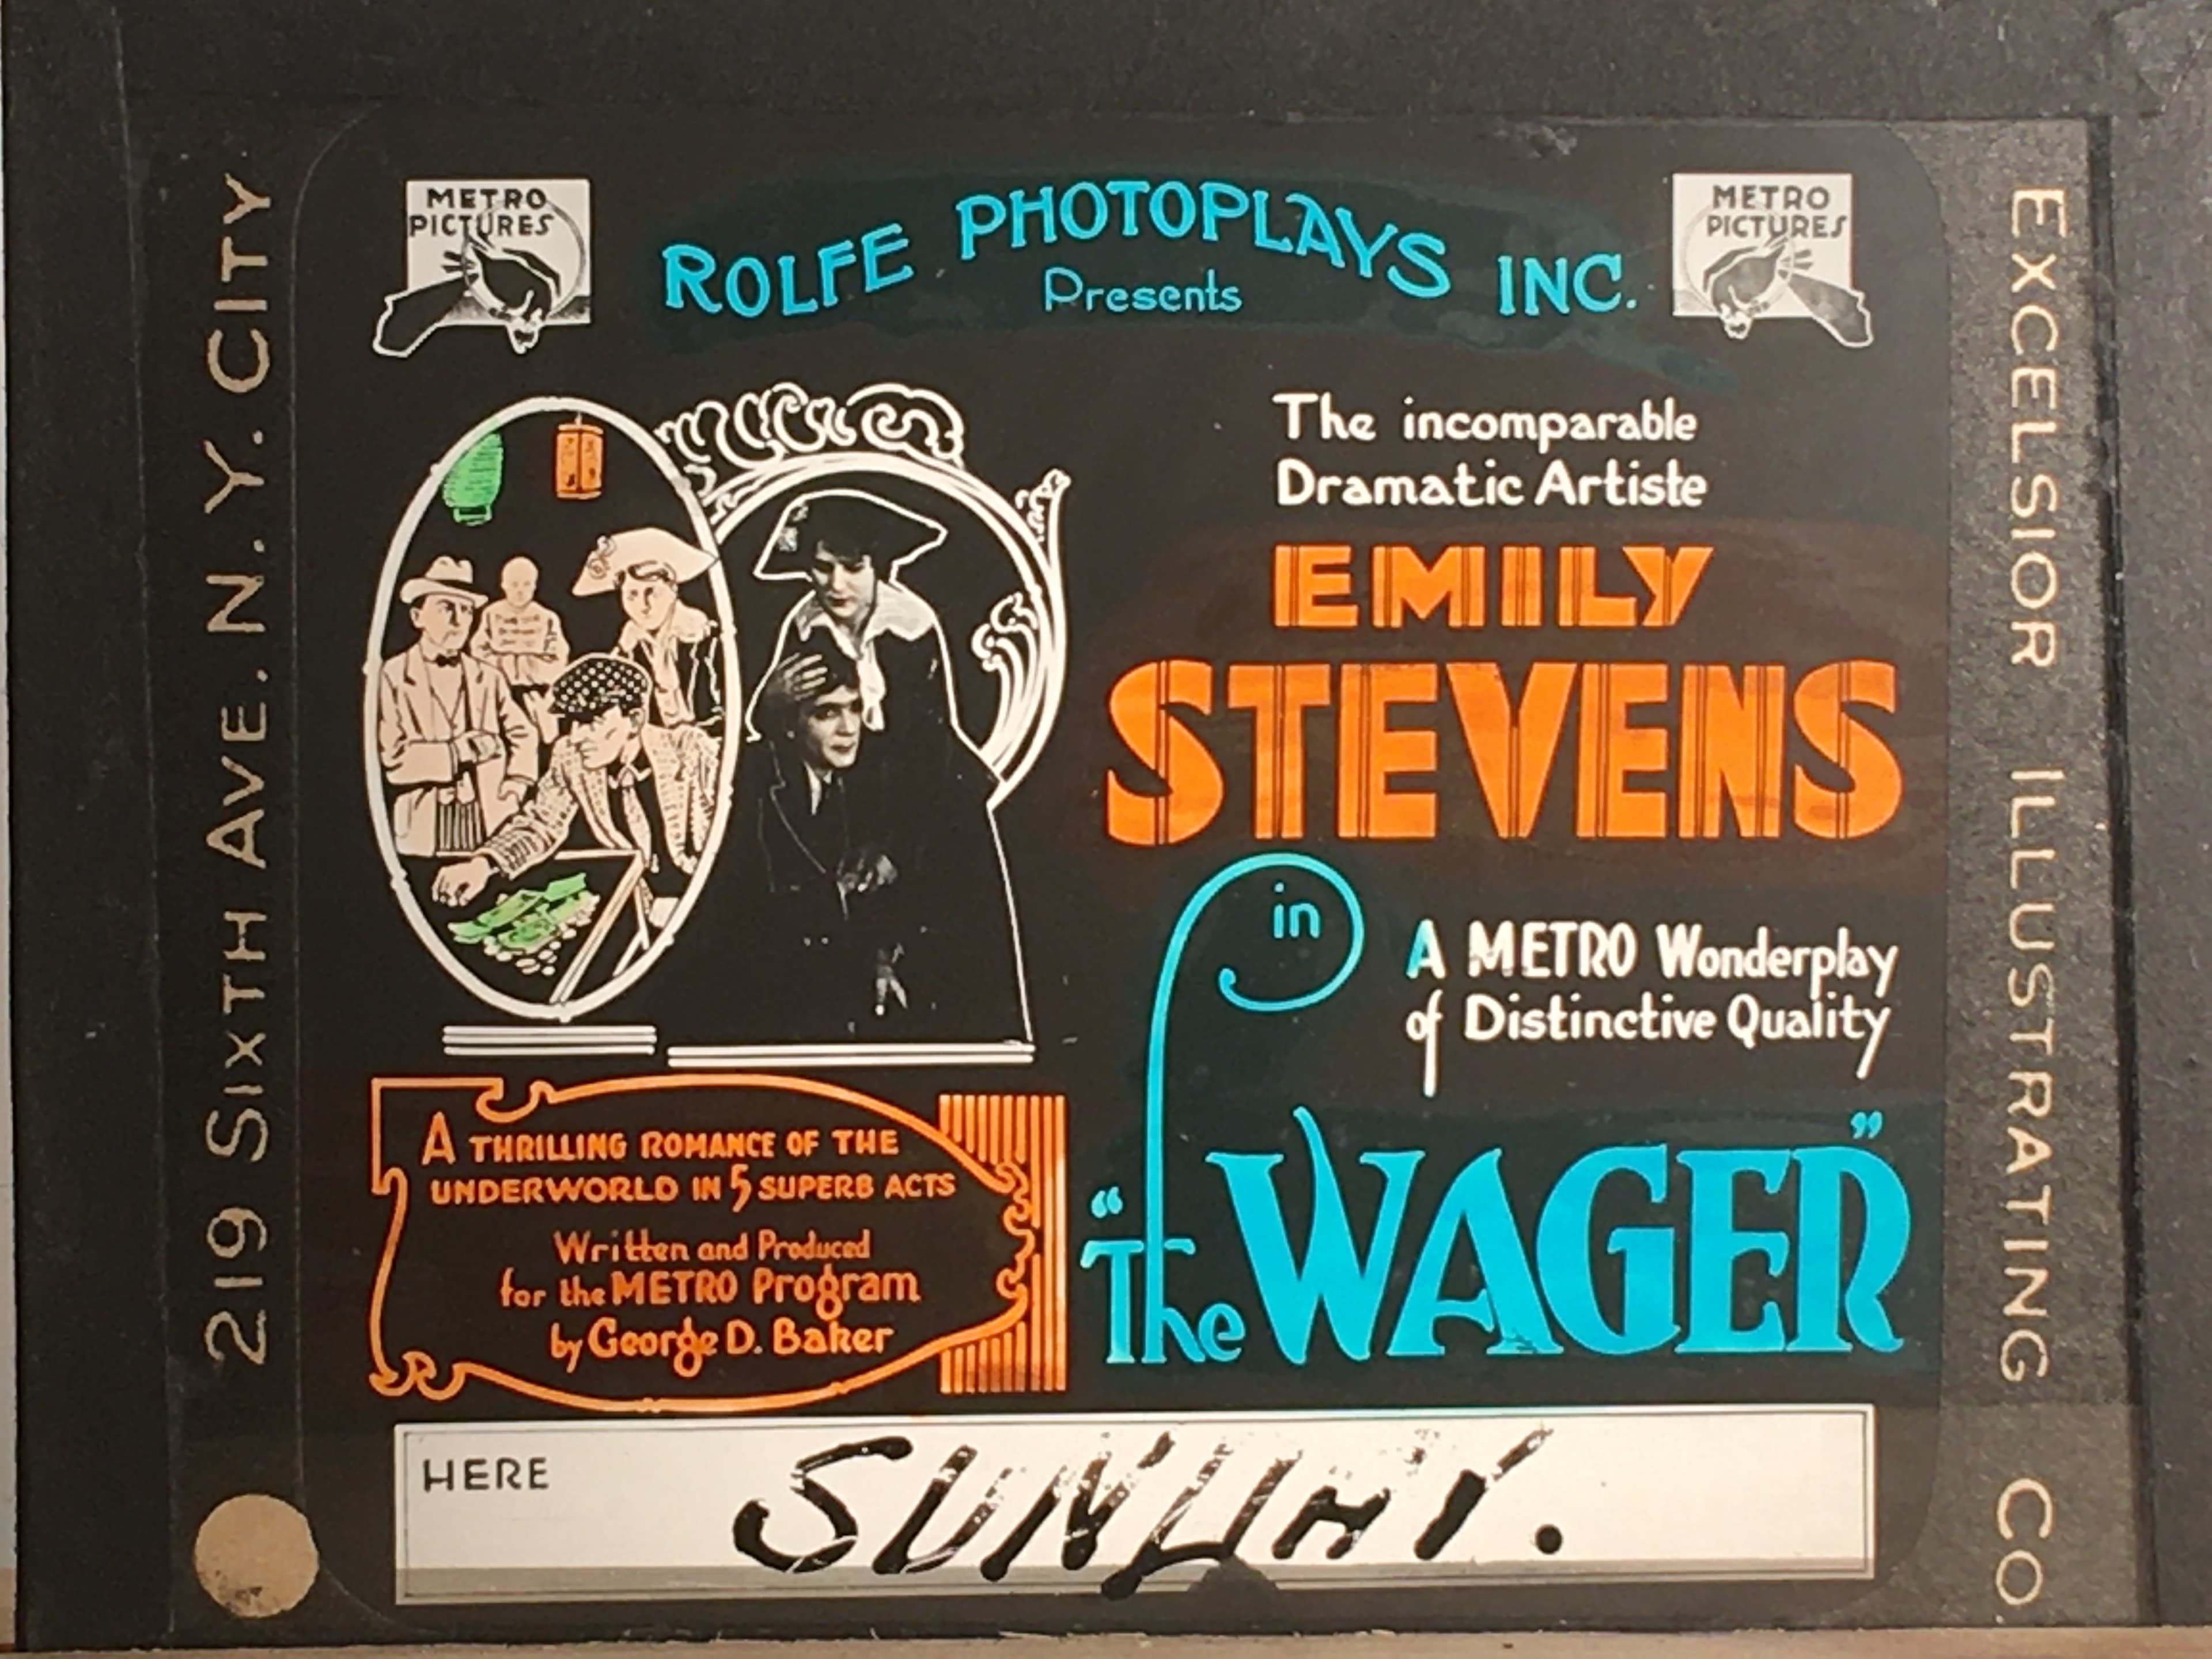 METRO
PICTURES
ROLFE PHOTOPLAYS INC.
Presents
METRO
PICTURES
The incomparable
Dramatic Artiste
EMILY
STEVENS
in
A METRO Wonderplay
of Distinctive Quality
"The WAGER"
A THRILLING ROMANCE OF THE
UNDERWORLD IN 5 SUPERB ACTS
Written and Produced
for the METRO Program
by George D. Baker
HERE
SUNDAY.
219 SIXTH AVE. N.Y. CITY
EXCELSIOR ILLUSTRATING CO.